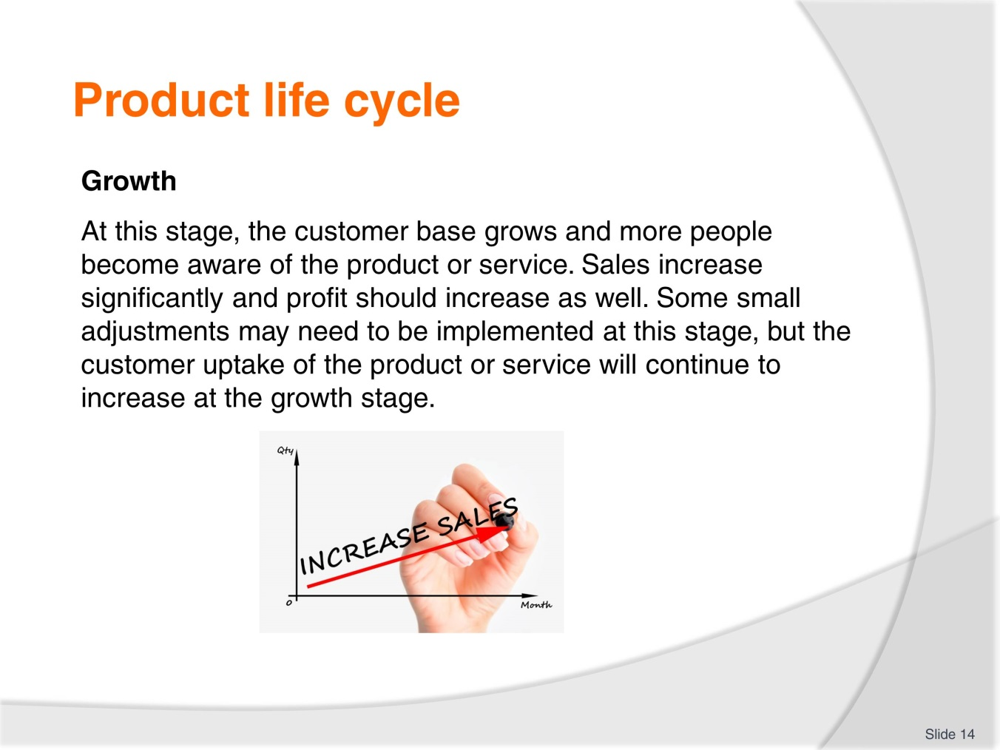 Product life cycle
Growth
At this stage, the customer base grows and more people
become aware of the product or service. Sales increase
significantly and profit should increase as well. Some small
adjustments may need to be implemented at this stage, but the
customer uptake of the product or service will continue to
increase at the growth stage.
Qty
INCREASE SALES
0
Month
Slide 14